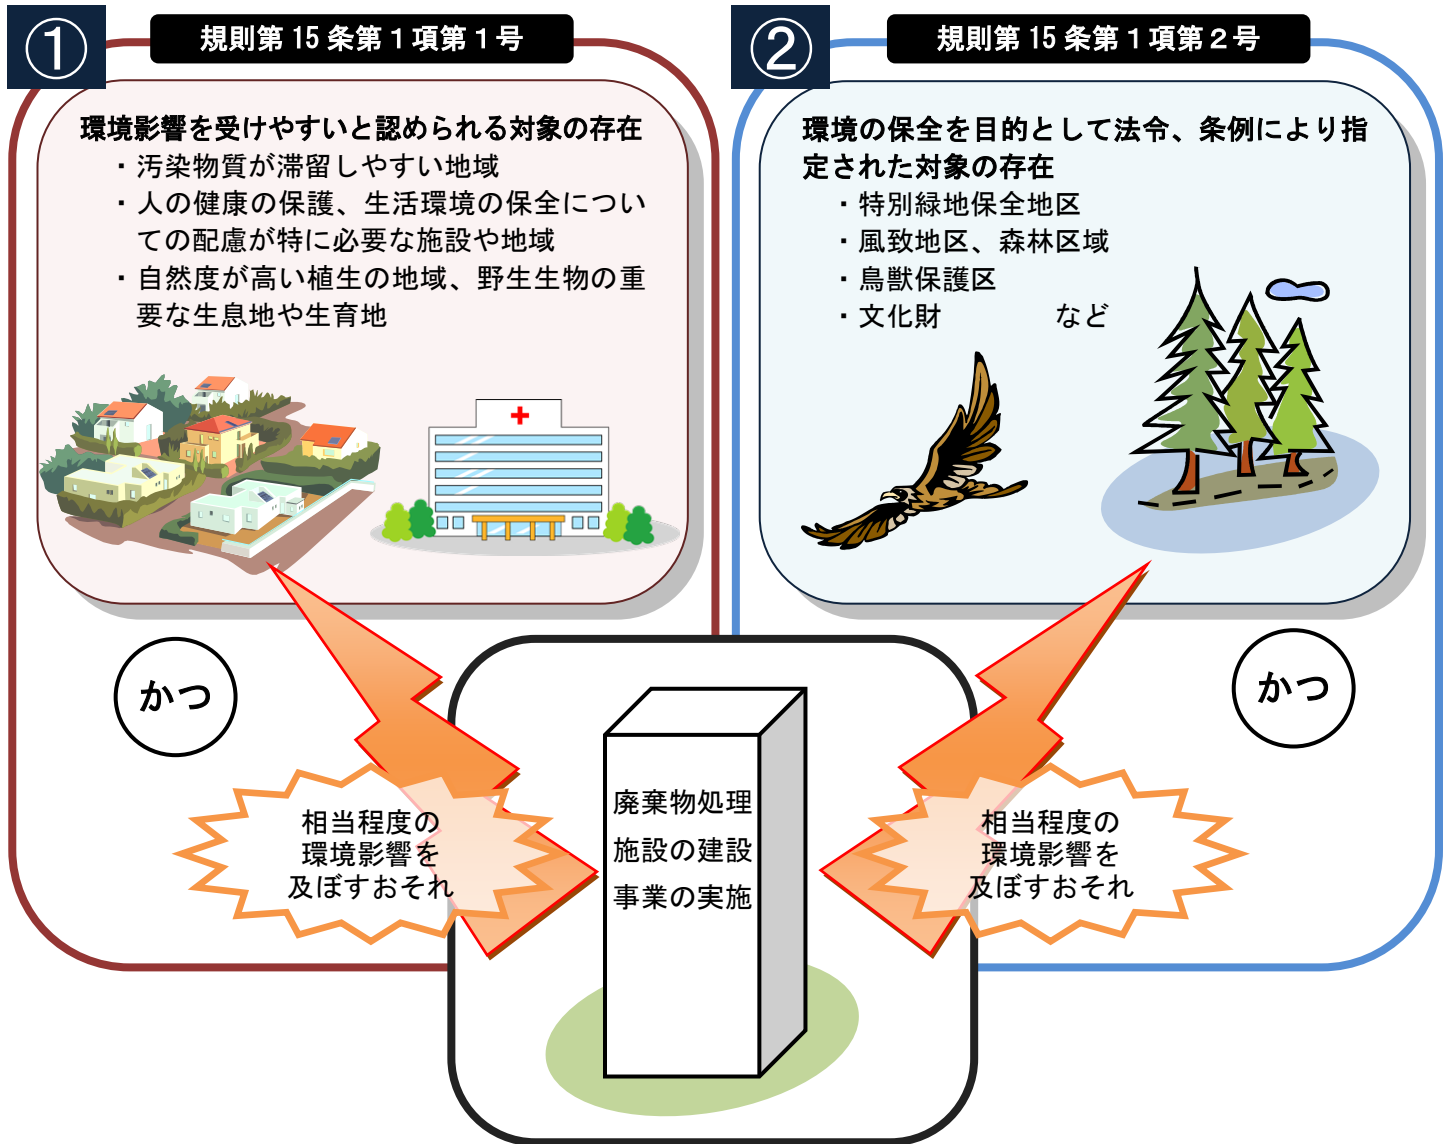 ①
規則第 15 条第 1 項第 1 号
環境影響を受けやすいと認められる対象の存在
・汚染物質が滞留しやすい地域
・人の健康の保護、生活環境の保全につい
ての配慮が特に必要な施設や地域
・自然度が高い植生の地域、野生生物の重
要な生息地や生育地
②
規則第 15 条第 1 項第 2 号
環境の保全を目的として法令、条例により指
定された対象の存在
・特別緑地保全地区
・風致地区、森林区域
・鳥獣保護区
・文化財　　　　など
かつ
かつ
相当程度の
環境影響を
及ぼすおそれ
廃棄物処理
施設の建設
事業の実施
相当程度の
環境影響を
及ぼすおそれ